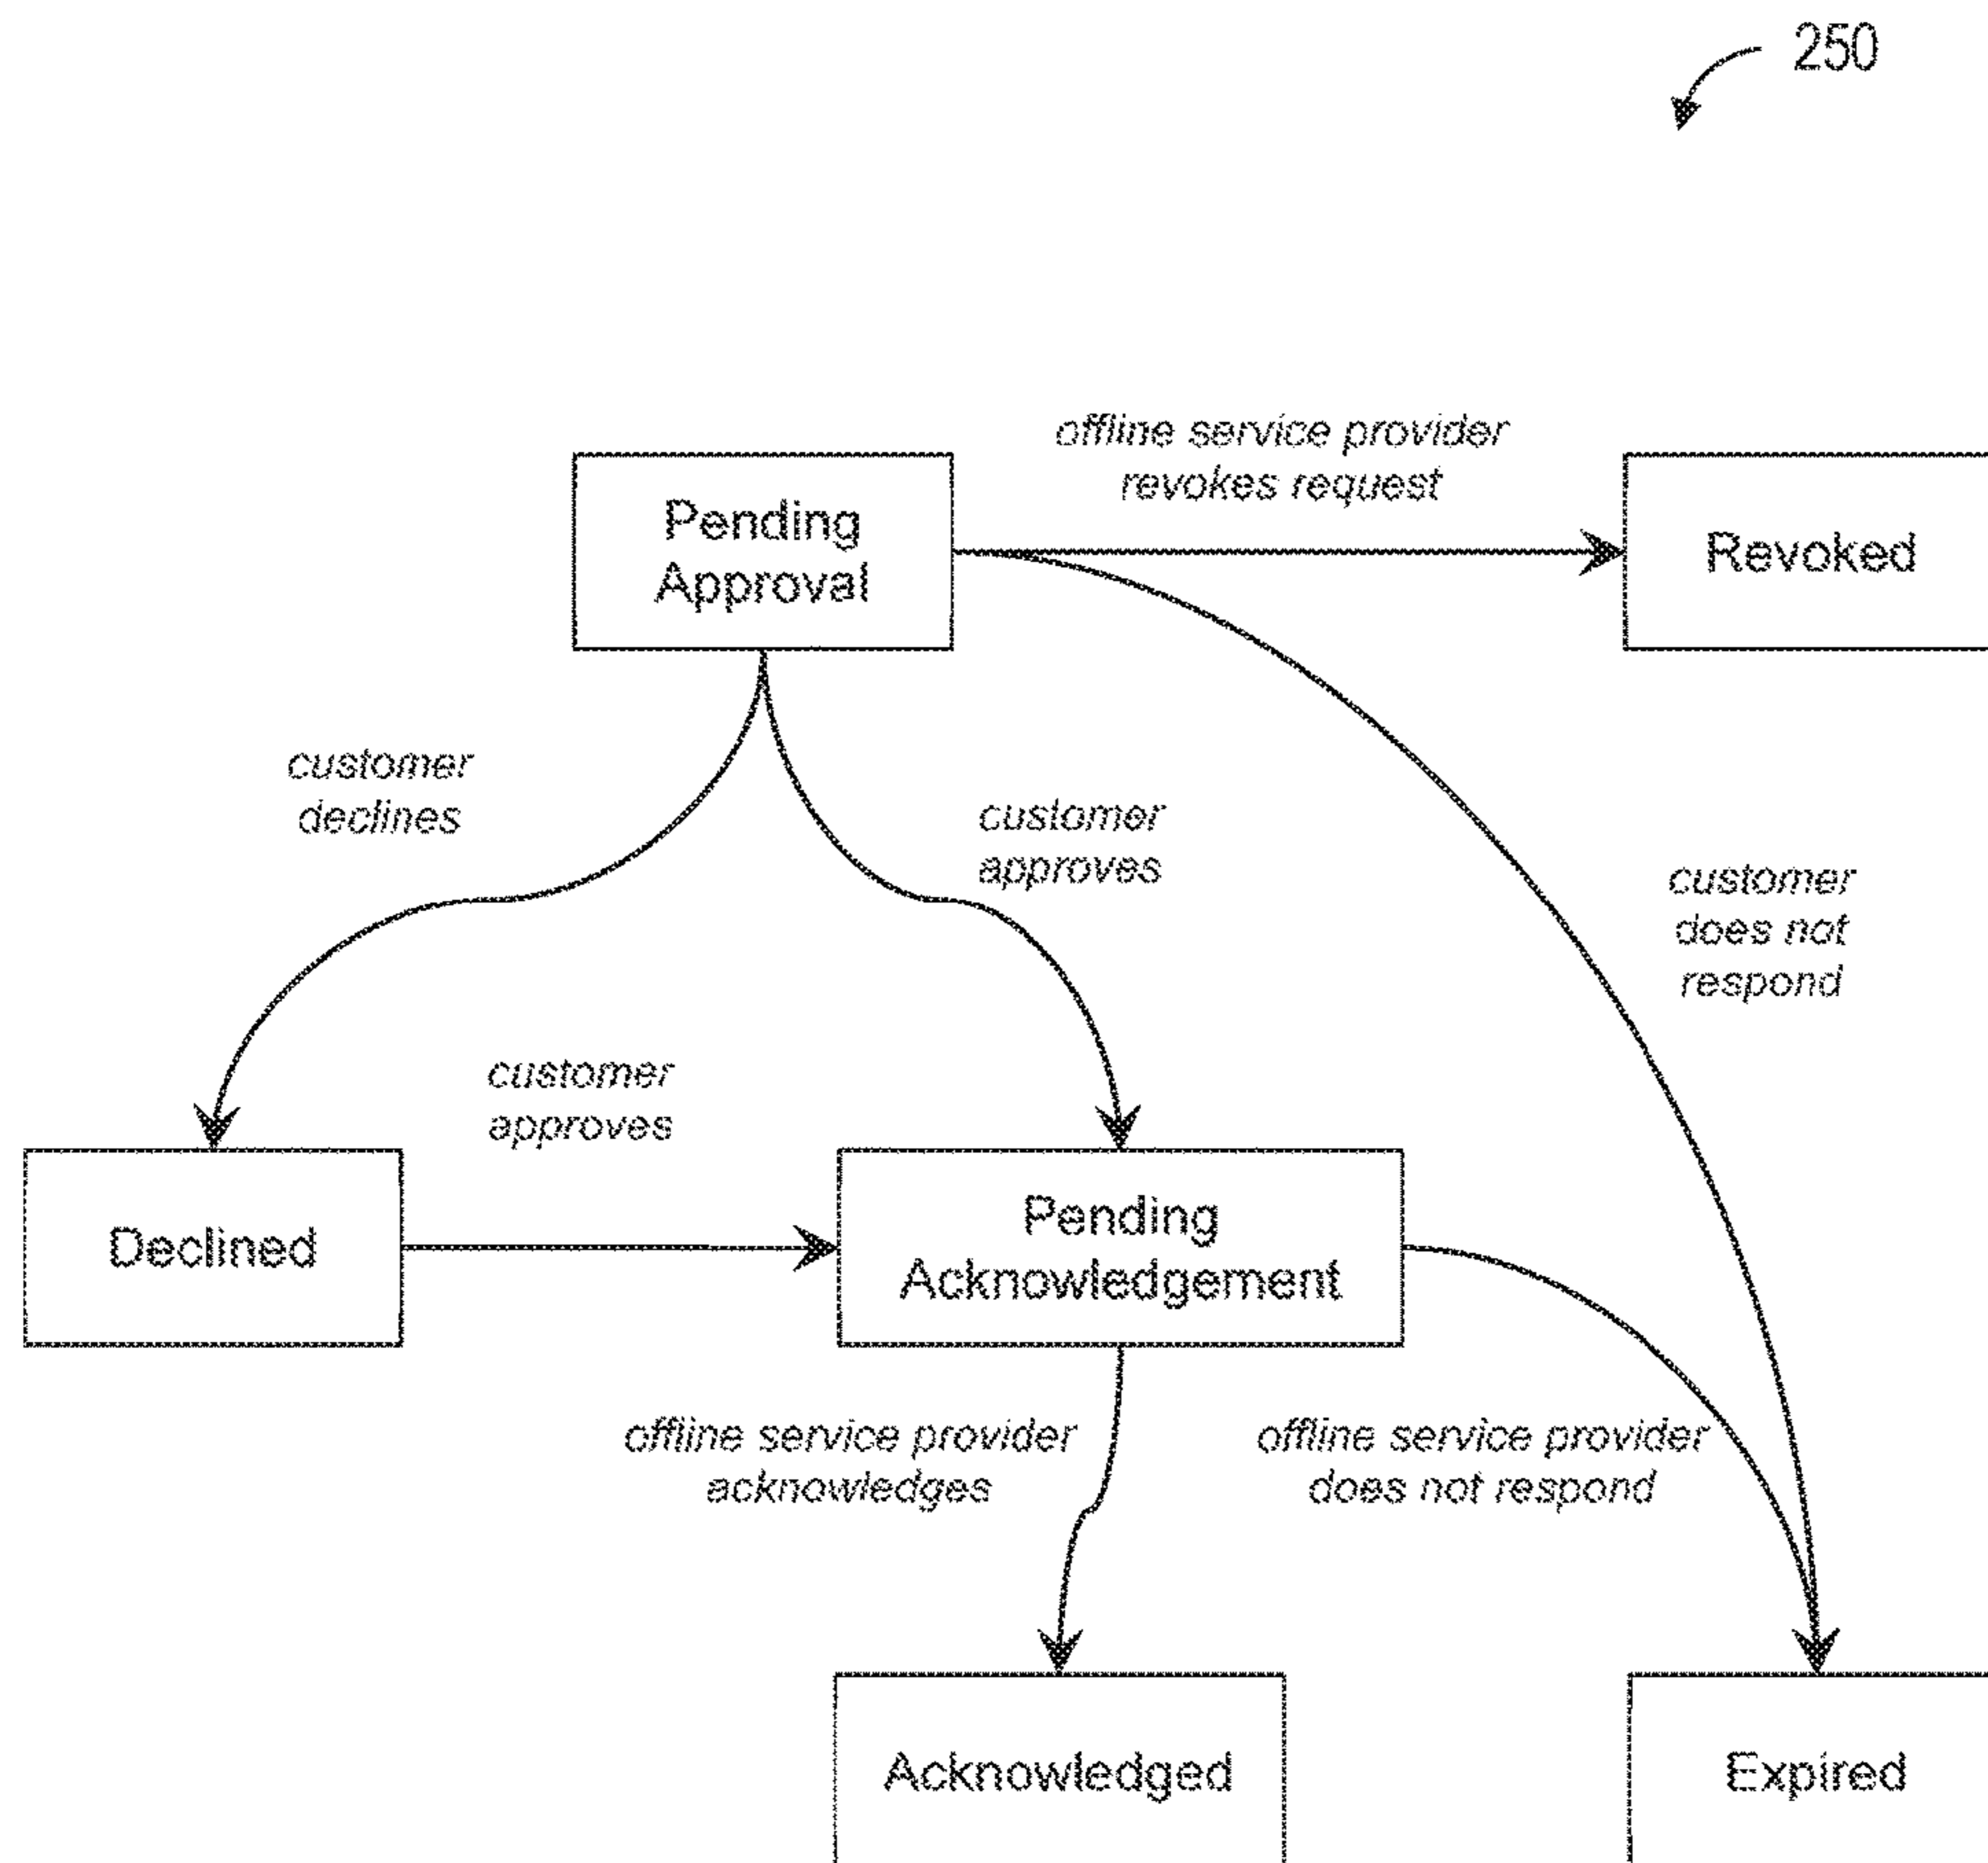 250
offline service provider
revokes request
Pending
Approval
Revoked
customer
declines
customer
approves
customer
does not
respond
customer
approves
Declined
Pending
Acknowledgement
offline service provider
acknowledges
offline service provider
does not respond
Acknowledged
Expired